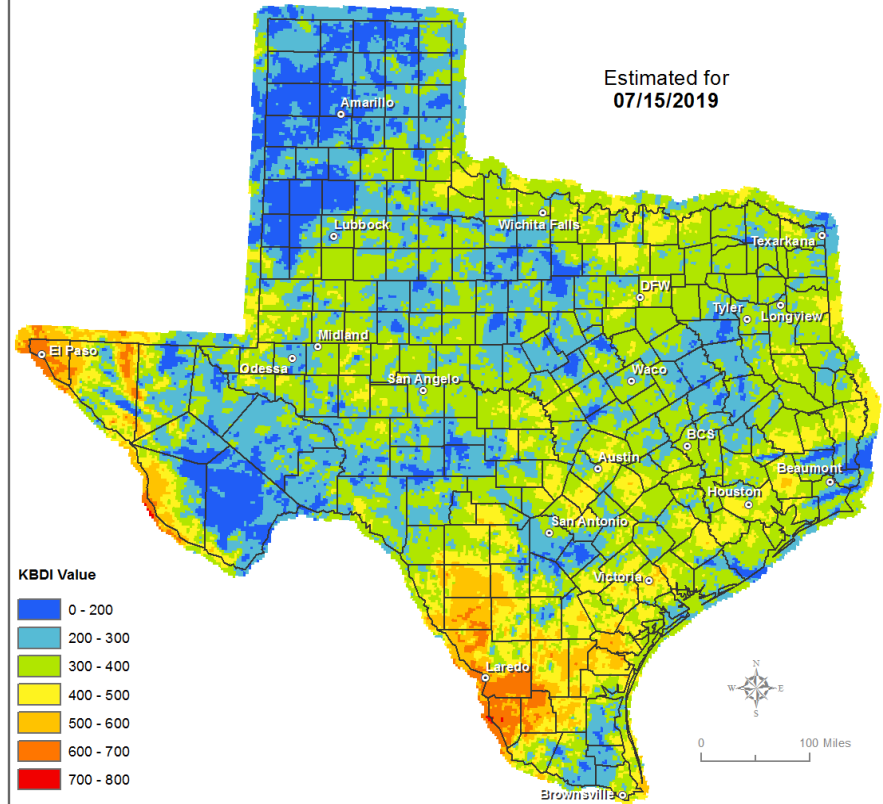 Estimated for
07/15/2019
Amarillo
Lubbock
Wichita Falls
Texarkana
DFW
Tyler
Longview
El Paso
Midland
Odessa
San Angelo
Waco
BCS
Austin
Beaumont
Houston
San Antonio
Victoria
Laredo
Brownsville
KBDI Value
0 - 200
200 - 300
300 - 400
400 - 500
500 - 600
600 - 700
700 - 800
N
W E
S
0 100 Miles